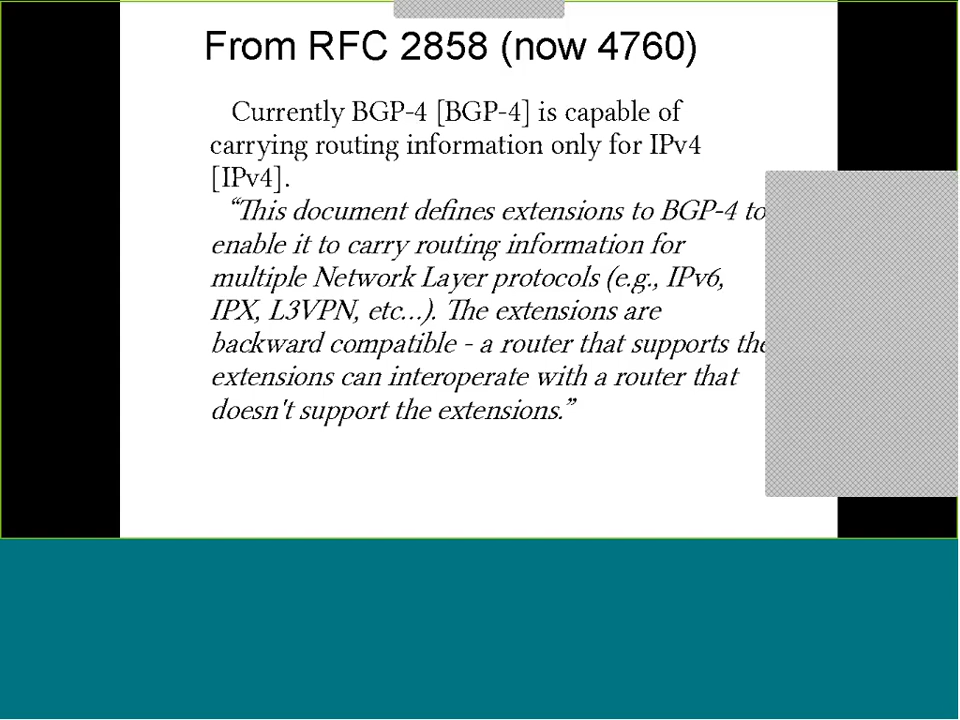 From RFC 2858 (now 4760)
Currently BGP-4 [BGP-4] is capable of
carrying routing information only for IPv4
[IPv4].
“This document defines extensions to BGP-4 to
enable it to carry routing information for
multiple Network Layer protocols (e.g., IPv6,
IPX, L3VPN, etc...). The extensions are
backward compatible - a router that supports the
extensions can interoperate with a router that
doesn't support the extensions.”